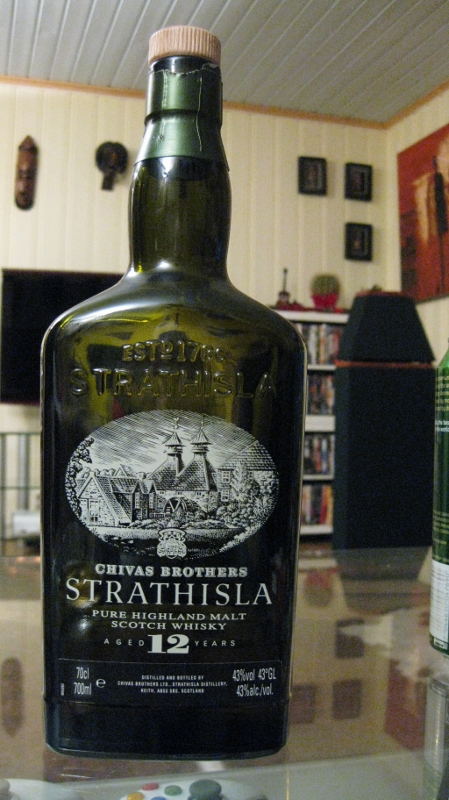 ESTD 1786
STRATHISLA
CHIVAS BROTHERS
STRATHISLA
PURE HIGHLAND MALT
SCOTCH WHISKY
AGED 12 YEARS
70cl
700ml e
DISTILLED AND BOTTLED BY
CHIVAS BROTHERS LTD., STRATHISLA DISTILLERY,
KEITH, AB55 5BS, SCOTLAND
43%vol 43°GL
43%alc./vol.